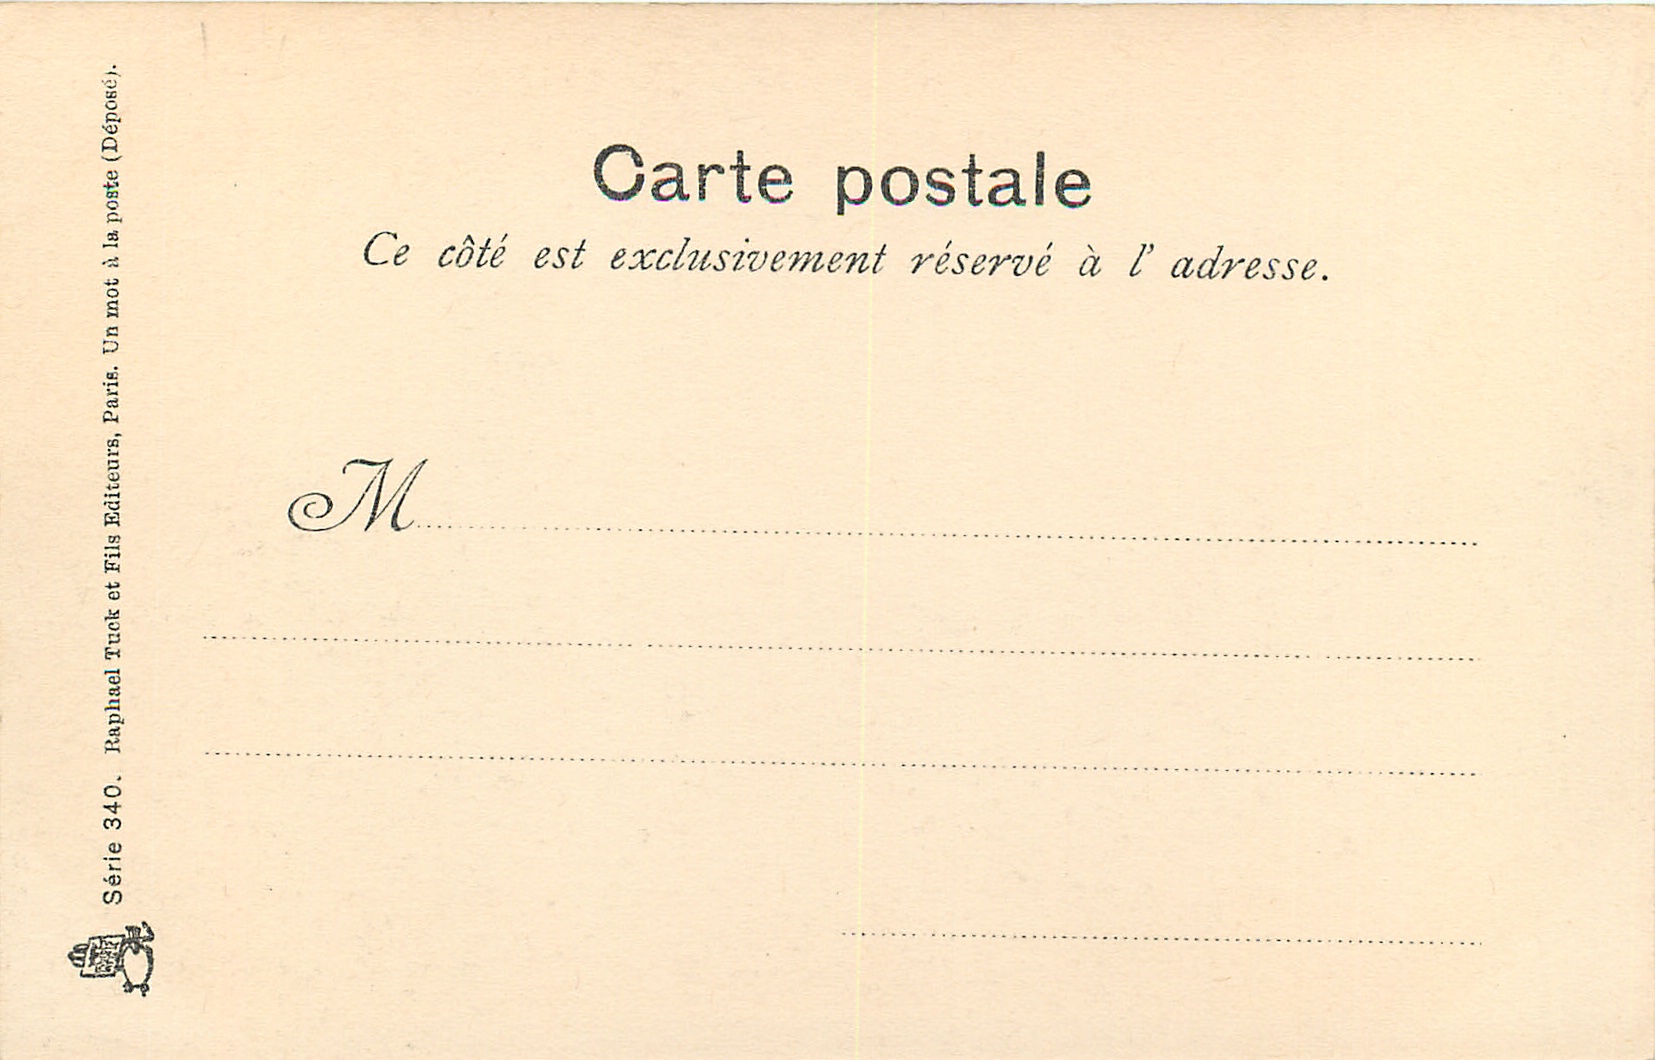 Carte postale
Ce côté est exclusivement réservé à l' adresse.
M
Série 340. Raphael Tuck et Fils Editeurs, Paris. Un mot à la poste (Déposé).